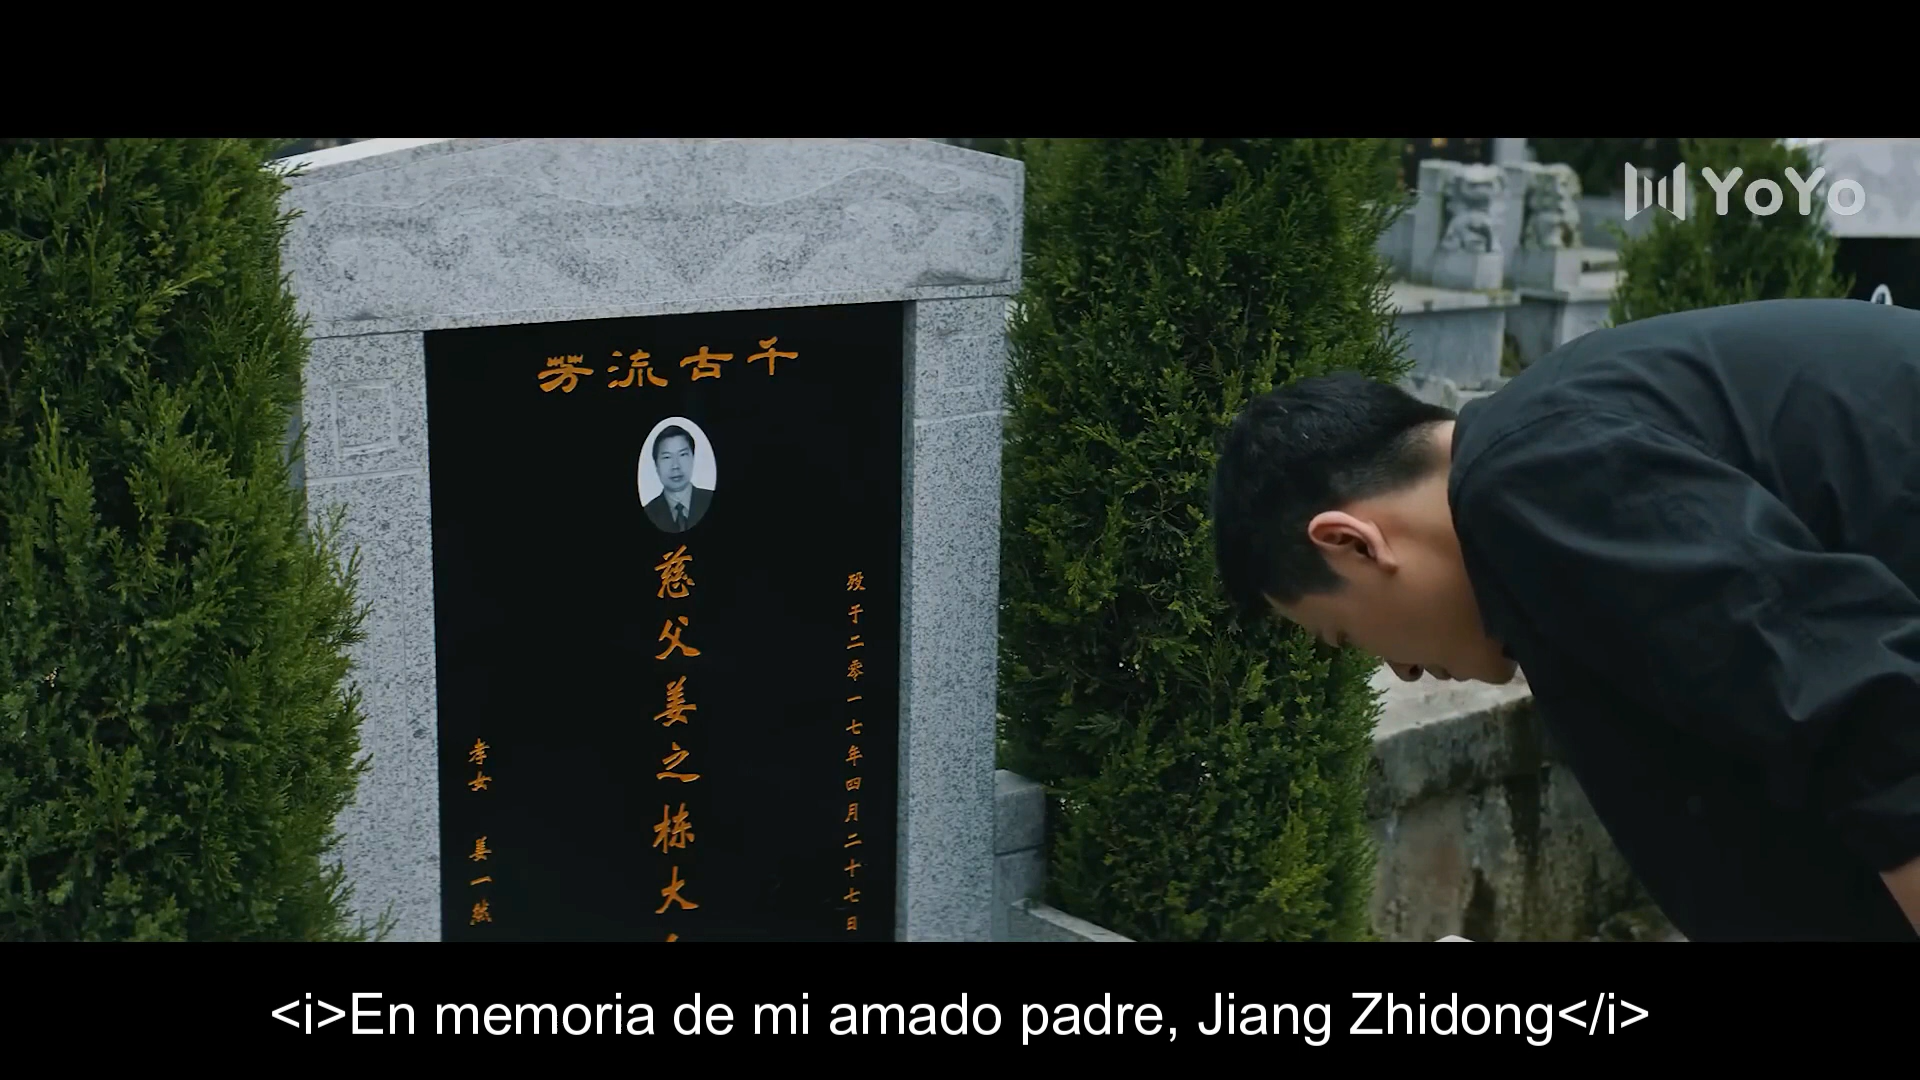 YoYo
芳流古千
慈父姜之栋大
殁于二零一七年四月二十七日
孝女 姜一然
<i>En memoria de mi amado padre, Jiang Zhidong</i>